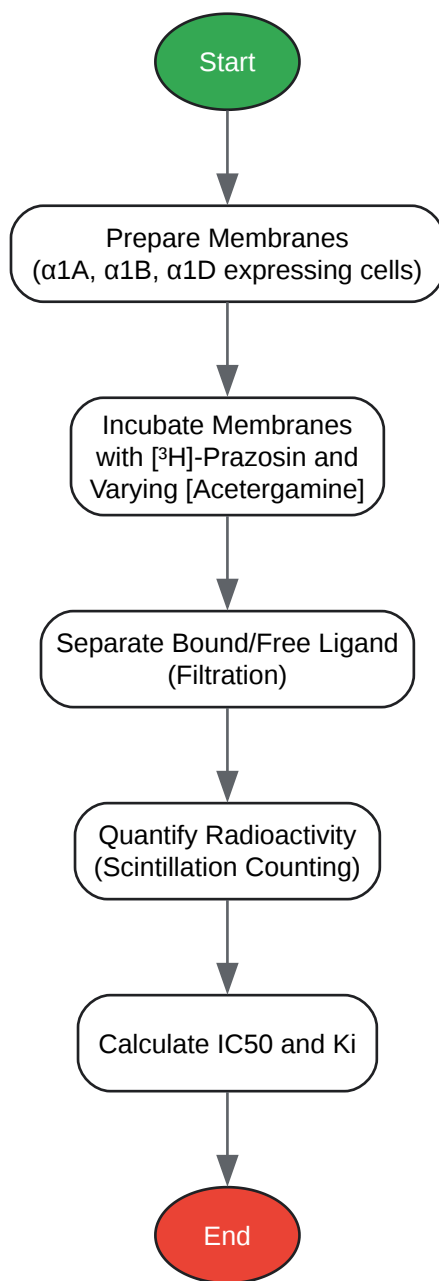 Start
Prepare Membranes
(α1A, α1B, α1D expressing cells)
Incubate Membranes
with [³H]-Prazosin and
Varying [Acetergamine]
Separate Bound/Free Ligand
(Filtration)
Quantify Radioactivity
(Scintillation Counting)
Calculate IC50 and Ki
End